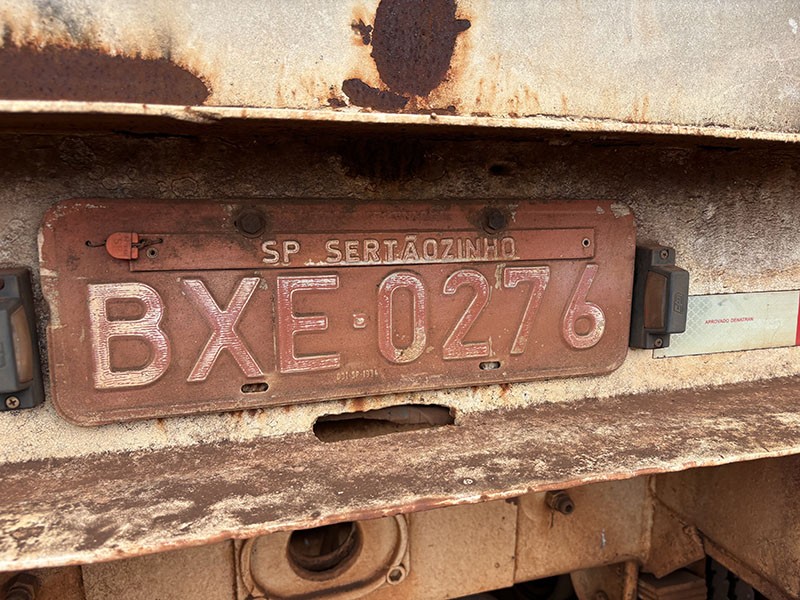 SP SERTÃOZINHO
BXE·0276
APROVADO DENATRAN